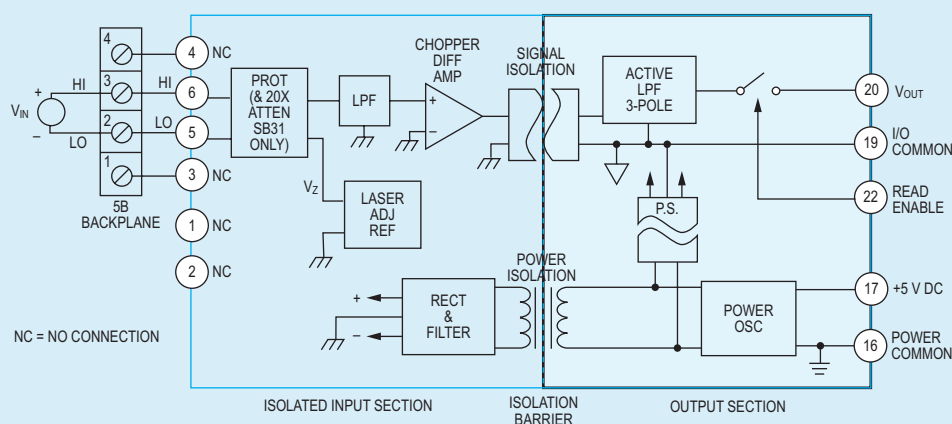 4
3
2
1
HI
LO
+
VIN
–
5B
BACKPLANE
4
NC
6
HI
5
LO
3
NC
1
NC
2
NC
NC = NO CONNECTION
PROT
(& 20X
ATTEN
SB31
ONLY)
LPF
CHOPPER
DIFF
AMP
+
–
VZ
LASER
ADJ
REF
SIGNAL
ISOLATION
ACTIVE
LPF
3-POLE
20
VOUT
19
I/O
COMMON
22
READ
ENABLE
P.S.
POWER
ISOLATION
+
–
RECT
&
FILTER
POWER
OSC
17
+5 V DC
16
POWER
COMMON
ISOLATED INPUT SECTION
ISOLATION
BARRIER
OUTPUT SECTION